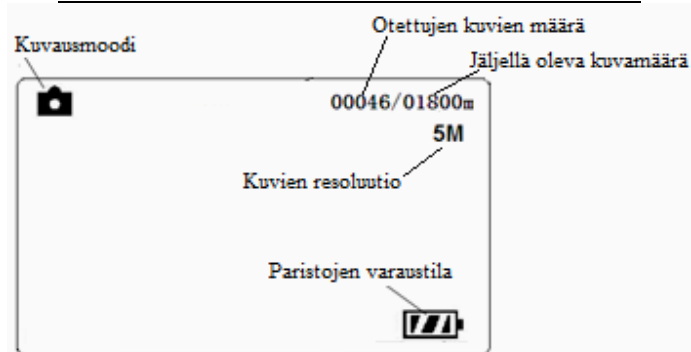 Otettujen kuvien määrä
Kuvausmoodi
Jäljellä oleva kuvamäärä
00046/01800m
5M
Kuvien resoluutio
Paristojen varaustila